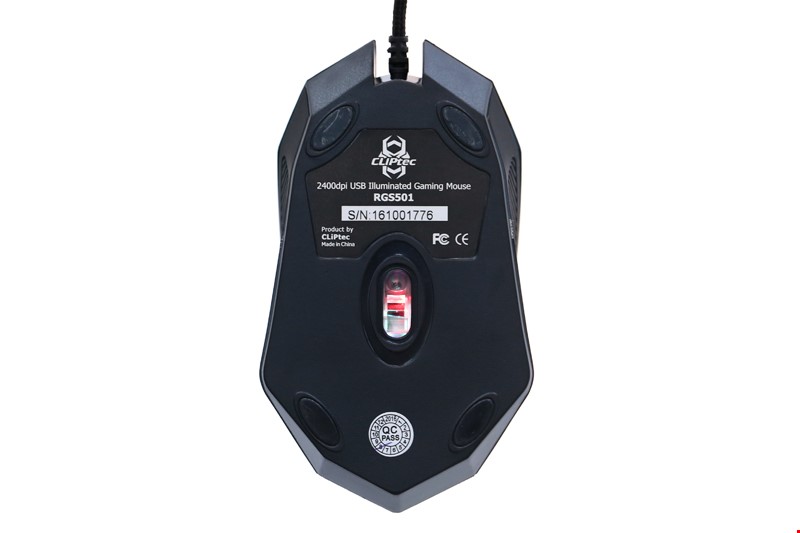 CLiPtec
2400dpi USB Illuminated Gaming Mouse
RGS501
S/N:161001776
Product by
CLiPtec
Made in China
FC CE
QC
PASS